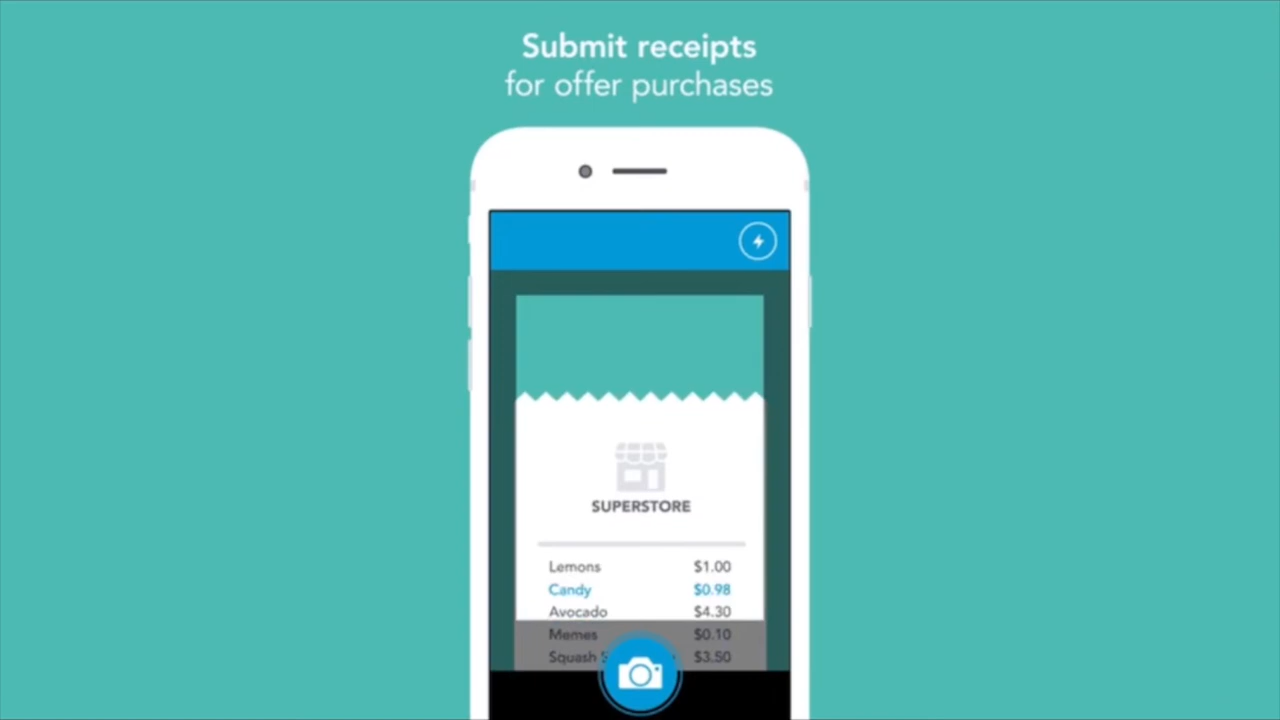 Submit receipts
for offer purchases
SUPERSTORE
Lemons $1.00
Candy $0.98
Avocado $4.30
Memes $0.10
Squash $3.50